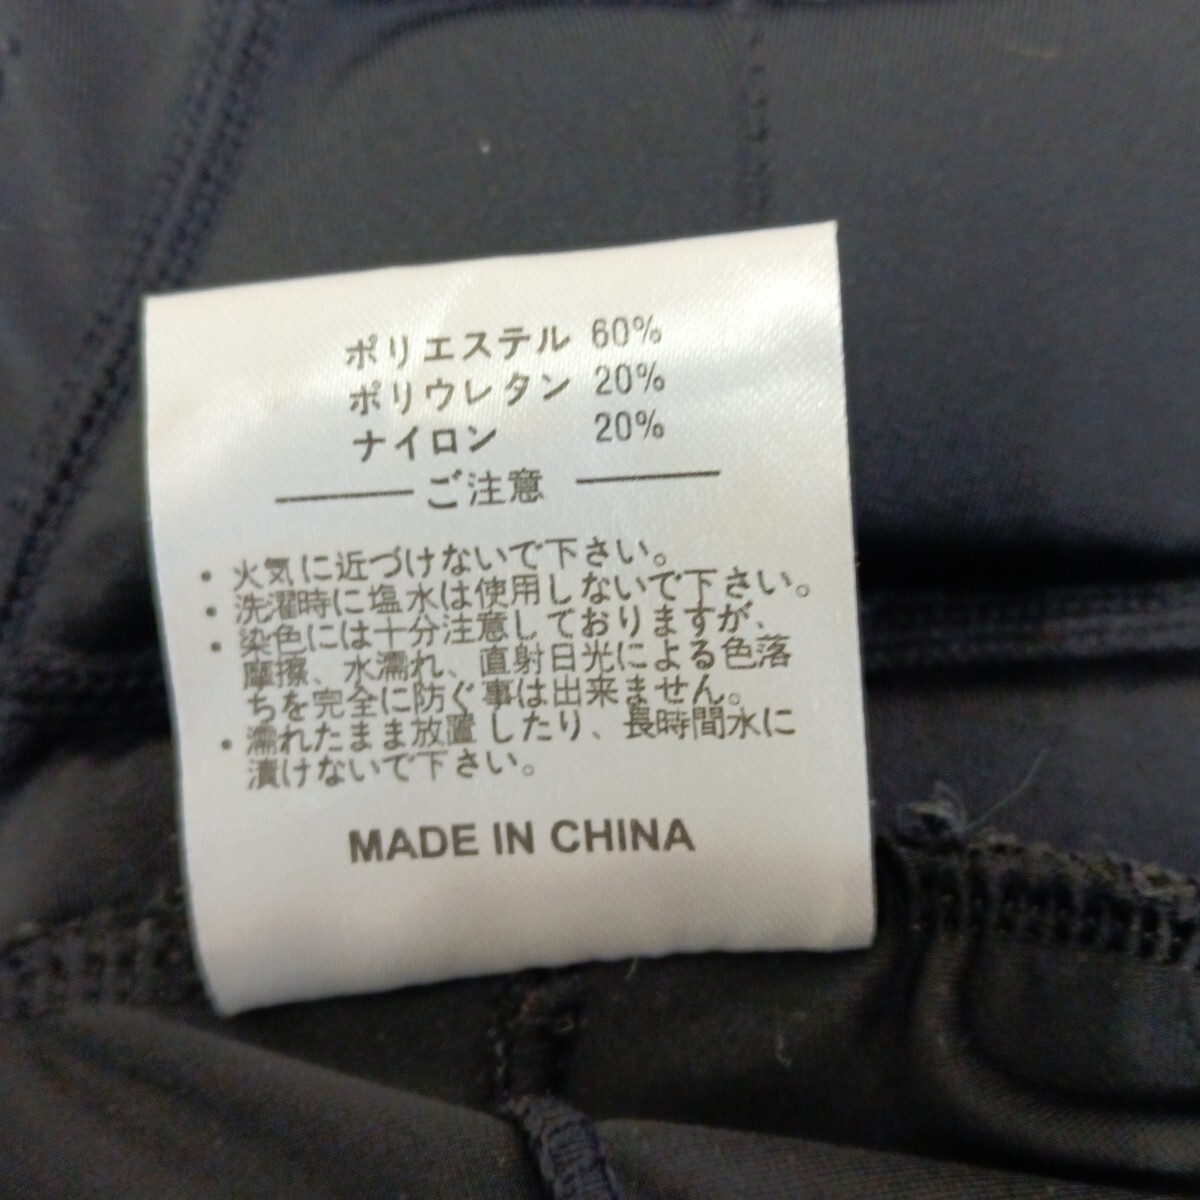 ポリエステル 60%
ポリウレタン 20%
ナイロン 20%
ご注意
・火気に近づけないで下さい。
・洗濯時に塩水は使用しないで下さい。
・染色には十分注意しておりますが、
摩擦、水濡れ、直射日光による色落
ちを完全に防ぐ事は出来ません。
・濡れたまま放置したり、長時間水に
漬けないで下さい。
MADE IN CHINA